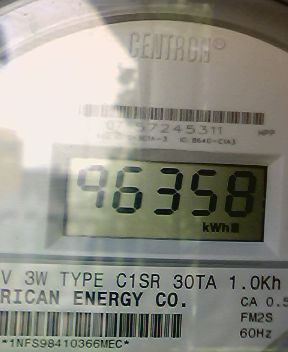 CENTRON®
57245311 HPP
96358
kWh
V 3W TYPE C1SR 30TA 1.0Kh
RICAN ENERGY CO.
CA 0.5
FM2S
60Hz
*1NFS98410366MEC*